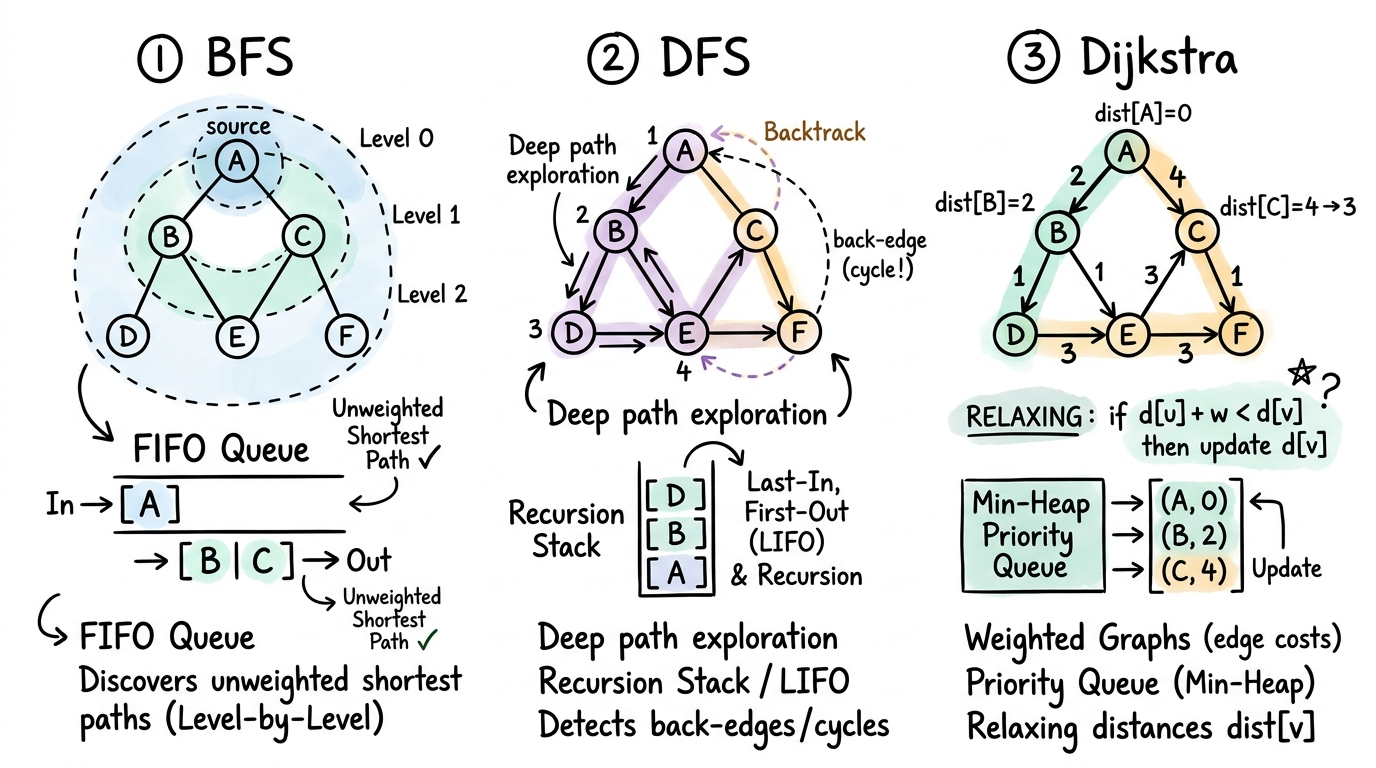 ① BFS
source
Level 0
A
Level 1
B
C
Level 2
D
E
F
Unweighted
Shortest
Path ✓
FIFO Queue
In → [A]
→ [B | C] → Out
Unweighted
Shortest
Path ✓
FIFO Queue
Discovers unweighted shortest
paths (Level-by-Level)
② DFS
1
A
Backtrack
Deep path
exploration
2
B
C
back-edge
(cycle!)
3
D
E
F
4
Deep path exploration
Recursion
Stack
[D]
[B]
[A]
Last-In,
First-Out
(LIFO)
& Recursion
Deep path exploration
Recursion Stack / LIFO
Detects back-edges/cycles
③ Dijkstra
dist[A]=0
A
2
4
dist[B]=2
B
C
dist[C]=4→3
1
1
3
1
D
E
F
3
3
☆?
RELAXING: if d[u] + w < d[v]
then update d[v]
Min-Heap
Priority
Queue
(A, 0)
(B, 2)
(C, 4)
Update
Weighted Graphs (edge costs)
Priority Queue (Min-Heap)
Relaxing distances dist[v]